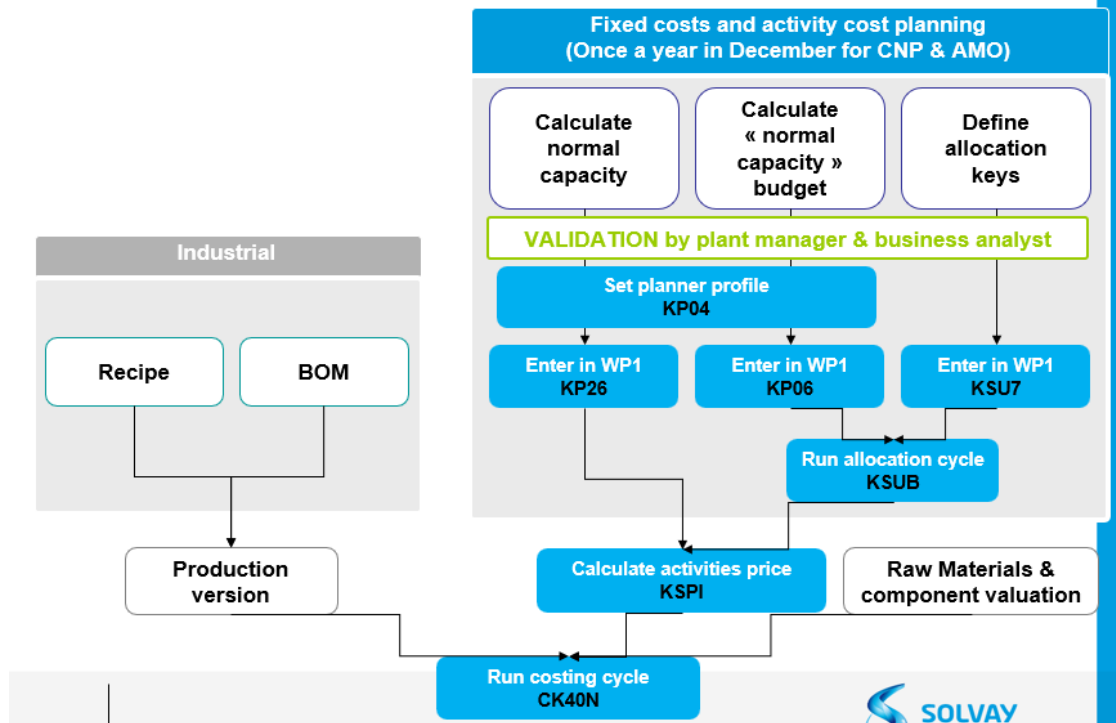 Fixed costs and activity cost planning
(Once a year in December for CNP & AMO)
Calculate
normal
capacity
Calculate
« normal
capacity »
budget
Define
allocation
keys
VALIDATION by plant manager & business analyst
Industrial
Set planner profile
KP04
Recipe
BOM
Enter in WP1
KP26
Enter in WP1
KP06
Enter in WP1
KSU7
Run allocation cycle
KSUB
Production
version
Calculate activities price
KSPI
Raw Materials &
component valuation
Run costing cycle
CK40N
SOLVAY